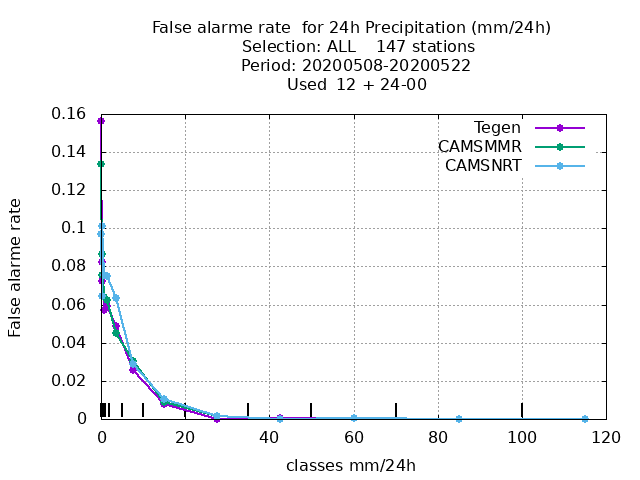 False alarme rate  for 24h Precipitation (mm/24h)
Selection: ALL    147 stations
Period: 20200508-20200522
Used  12 + 24-00
0.16
0.14
0.12
0.1
0.08
0.06
0.04
0.02
0
False alarme rate
Tegen
CAMSMMR
CAMSNRT
0 20 40 60 80 100 120
classes mm/24h